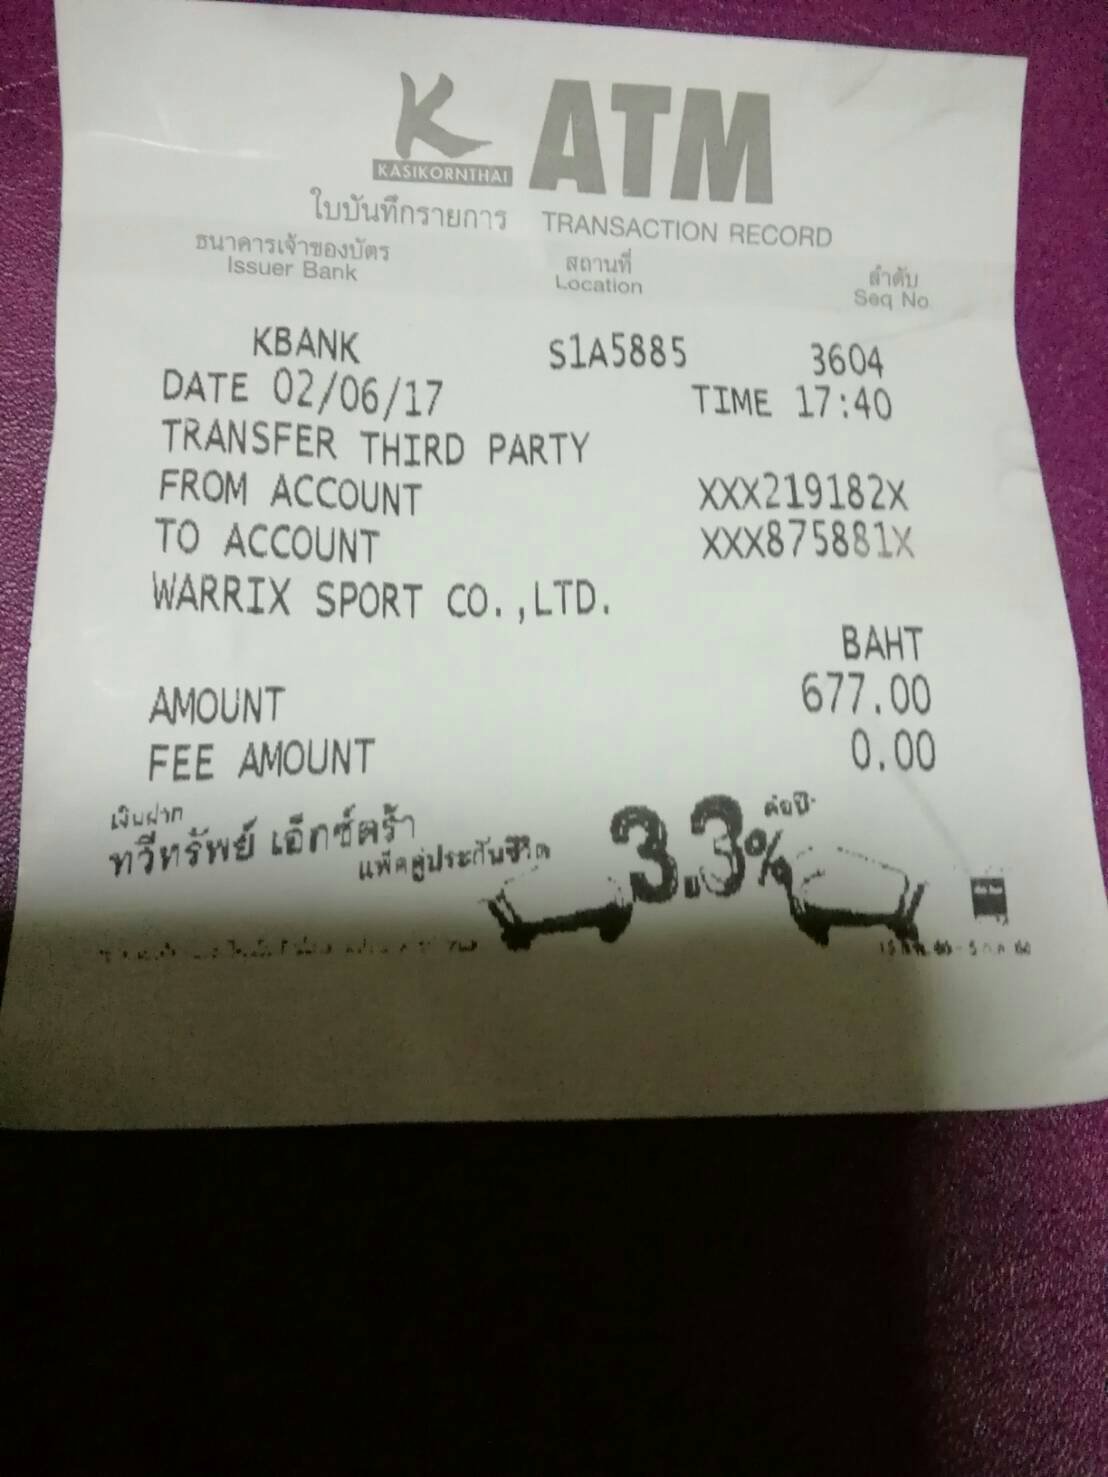 K ATM
KASIKORNTHAI
ใบบันทึกรายการ TRANSACTION RECORD
ธนาคารเจ้าของบัตร สถานที่ ลำดับ
Issuer Bank Location Seq No
KBANK S1A5885 3604
DATE 02/06/17 TIME 17:40
TRANSFER THIRD PARTY
FROM ACCOUNT XXX219182X
TO ACCOUNT XXX875881X
WARRIX SPORT CO.,LTD.
BAHT
AMOUNT 677.00
FEE AMOUNT 0.00
เงินฝาก
ทวีทรัพย์ เอ็กซ์ตร้า
แพ็คคู่ประกันชีวิต 3.3% ต่อปี